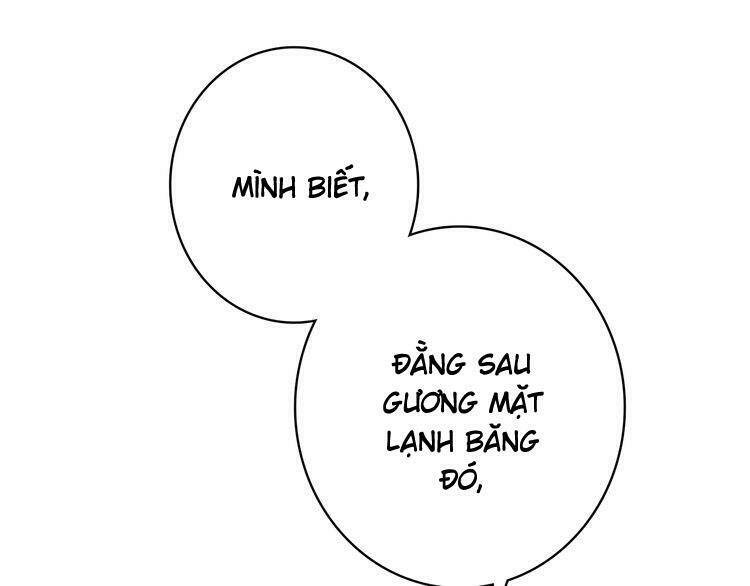 MÌNH BIẾT,
ĐẰNG SAU
GƯƠNG MẶT
LẠNH BĂNG
ĐÓ,